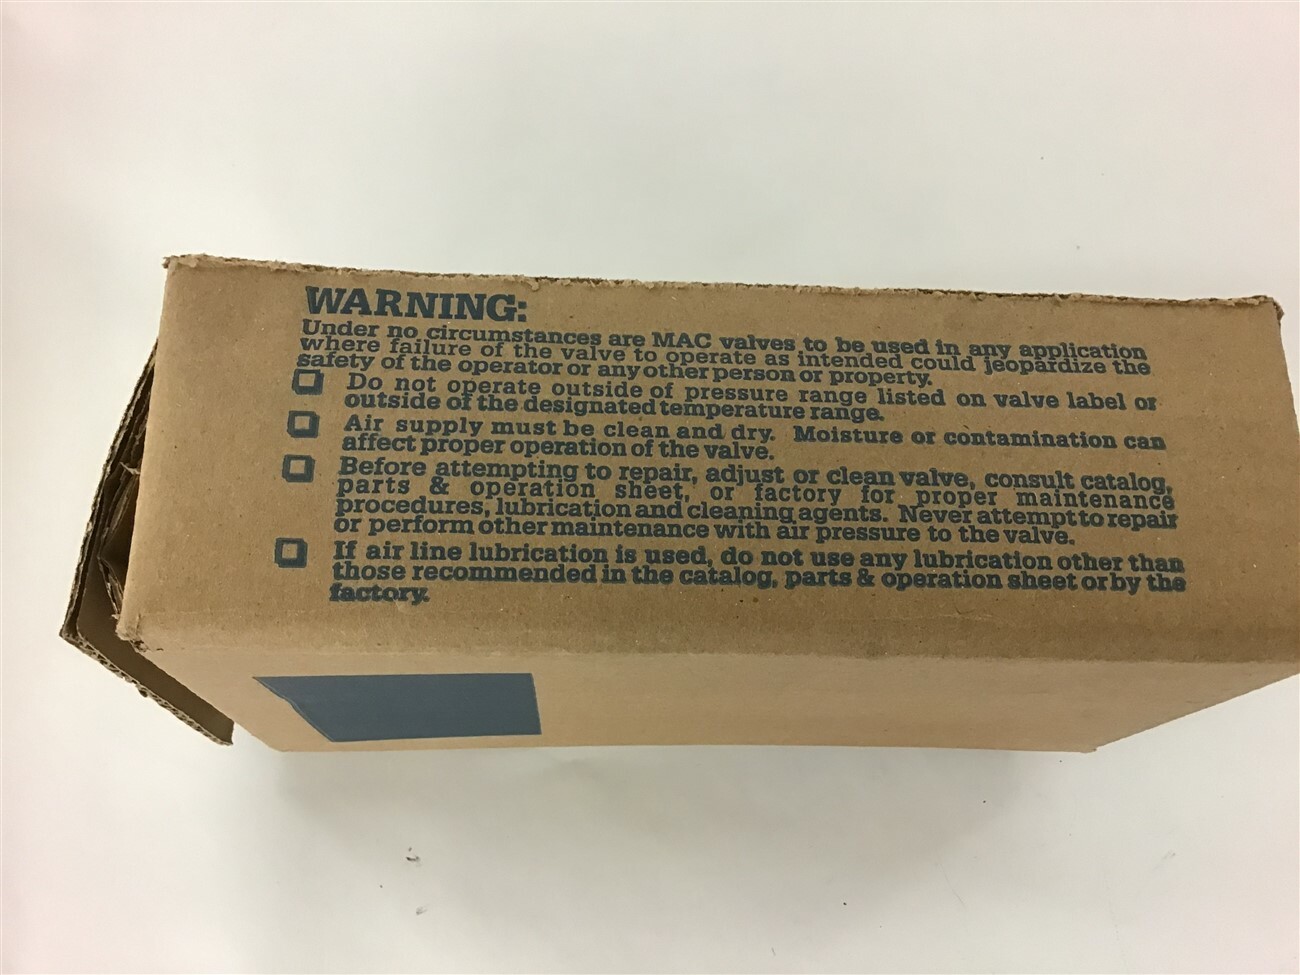 WARNING:
Under no circumstances are MAC valves to be used in any application
where failure of the valve to operate as intended could jeopardize the
safety of the operator or any other person or property.
Do not operate outside of pressure range listed on valve label or
outside of the designated temperature range.
Air supply must be clean and dry. Moisture or contamination can
affect proper operation of the valve.
Before attempting to repair, adjust or clean valve, consult catalog,
parts & operation sheet, or factory for proper maintenance
procedures, lubrication and cleaning agents. Never attempt to repair
or perform other maintenance with air pressure to the valve.
If air line lubrication is used, do not use any lubrication other than
those recommended in the catalog, parts & operation sheet or by the
factory.